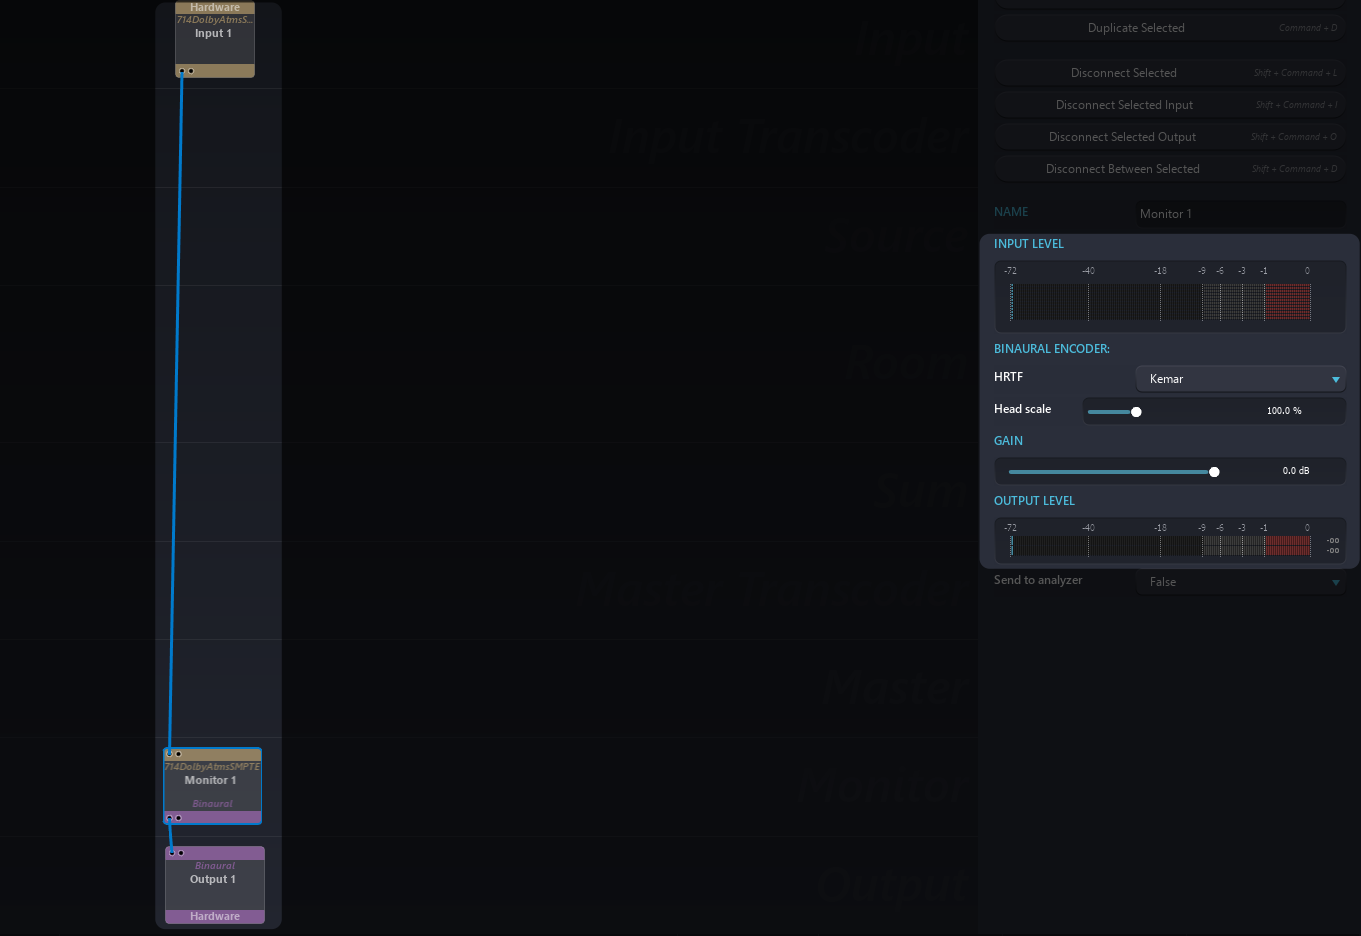 Hardware
714DolbyAtmsS...
Input 1
Input
Input Transcoder
Source
Room
Sum
Master Transcoder
Master
Monitor
Output
714DolbyAtmsSMPTE
Monitor 1
Binaural
Binaural
Output 1
Hardware
Duplicate Selected Command + D
Disconnect Selected Shift + Command + L
Disconnect Selected Input Shift + Command + I
Disconnect Selected Output Shift + Command + O
Disconnect Between Selected Shift + Command + D
NAME Monitor 1
INPUT LEVEL
-72 -40 -18 -9 -6 -3 -1 0
BINAURAL ENCODER:
HRTF Kemar
Head scale 100.0 %
GAIN
0.0 dB
OUTPUT LEVEL
-72 -40 -18 -9 -6 -3 -1 0
-oo
-oo
Send to analyzer False